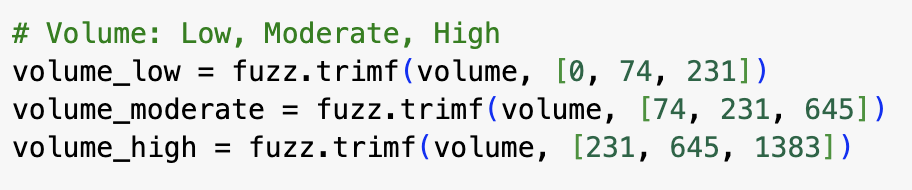 # Volume: Low, Moderate, High
volume_low = fuzz.trimf(volume, [0, 74, 231])
volume_moderate = fuzz.trimf(volume, [74, 231, 645])
volume_high = fuzz.trimf(volume, [231, 645, 1383])